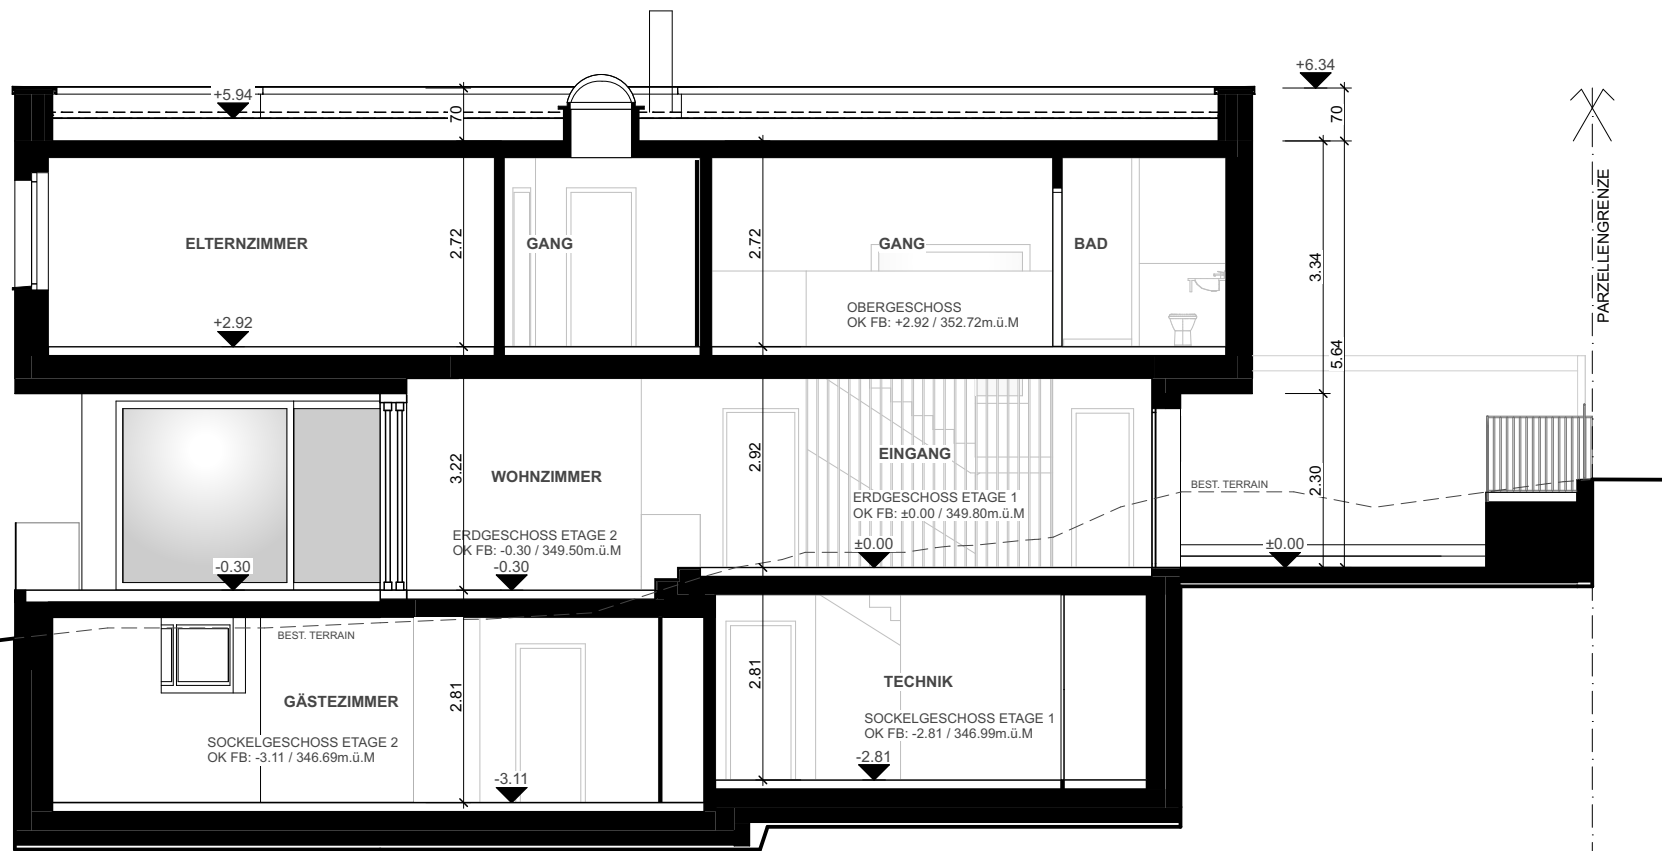 +6.34
+5.94
70
70
PARZELLENGRENZE
ELTERNZIMMER
2.72
GANG
2.72
GANG
BAD
3.34
OBERGESCHOSS
OK FB: +2.92 / 352.72m.ü.M
+2.92
5.64
3.22
WOHNZIMMER
2.92
EINGANG
2.30
BEST. TERRAIN
ERDGESCHOSS ETAGE 1
OK FB: ±0.00 / 349.80m.ü.M
ERDGESCHOSS ETAGE 2
OK FB: -0.30 / 349.50m.ü.M
±0.00
±0.00
-0.30
-0.30
BEST. TERRAIN
GÄSTEZIMMER
2.81
2.81
TECHNIK
SOCKELGESCHOSS ETAGE 1
OK FB: -2.81 / 346.99m.ü.M
SOCKELGESCHOSS ETAGE 2
OK FB: -3.11 / 346.69m.ü.M
-2.81
-3.11